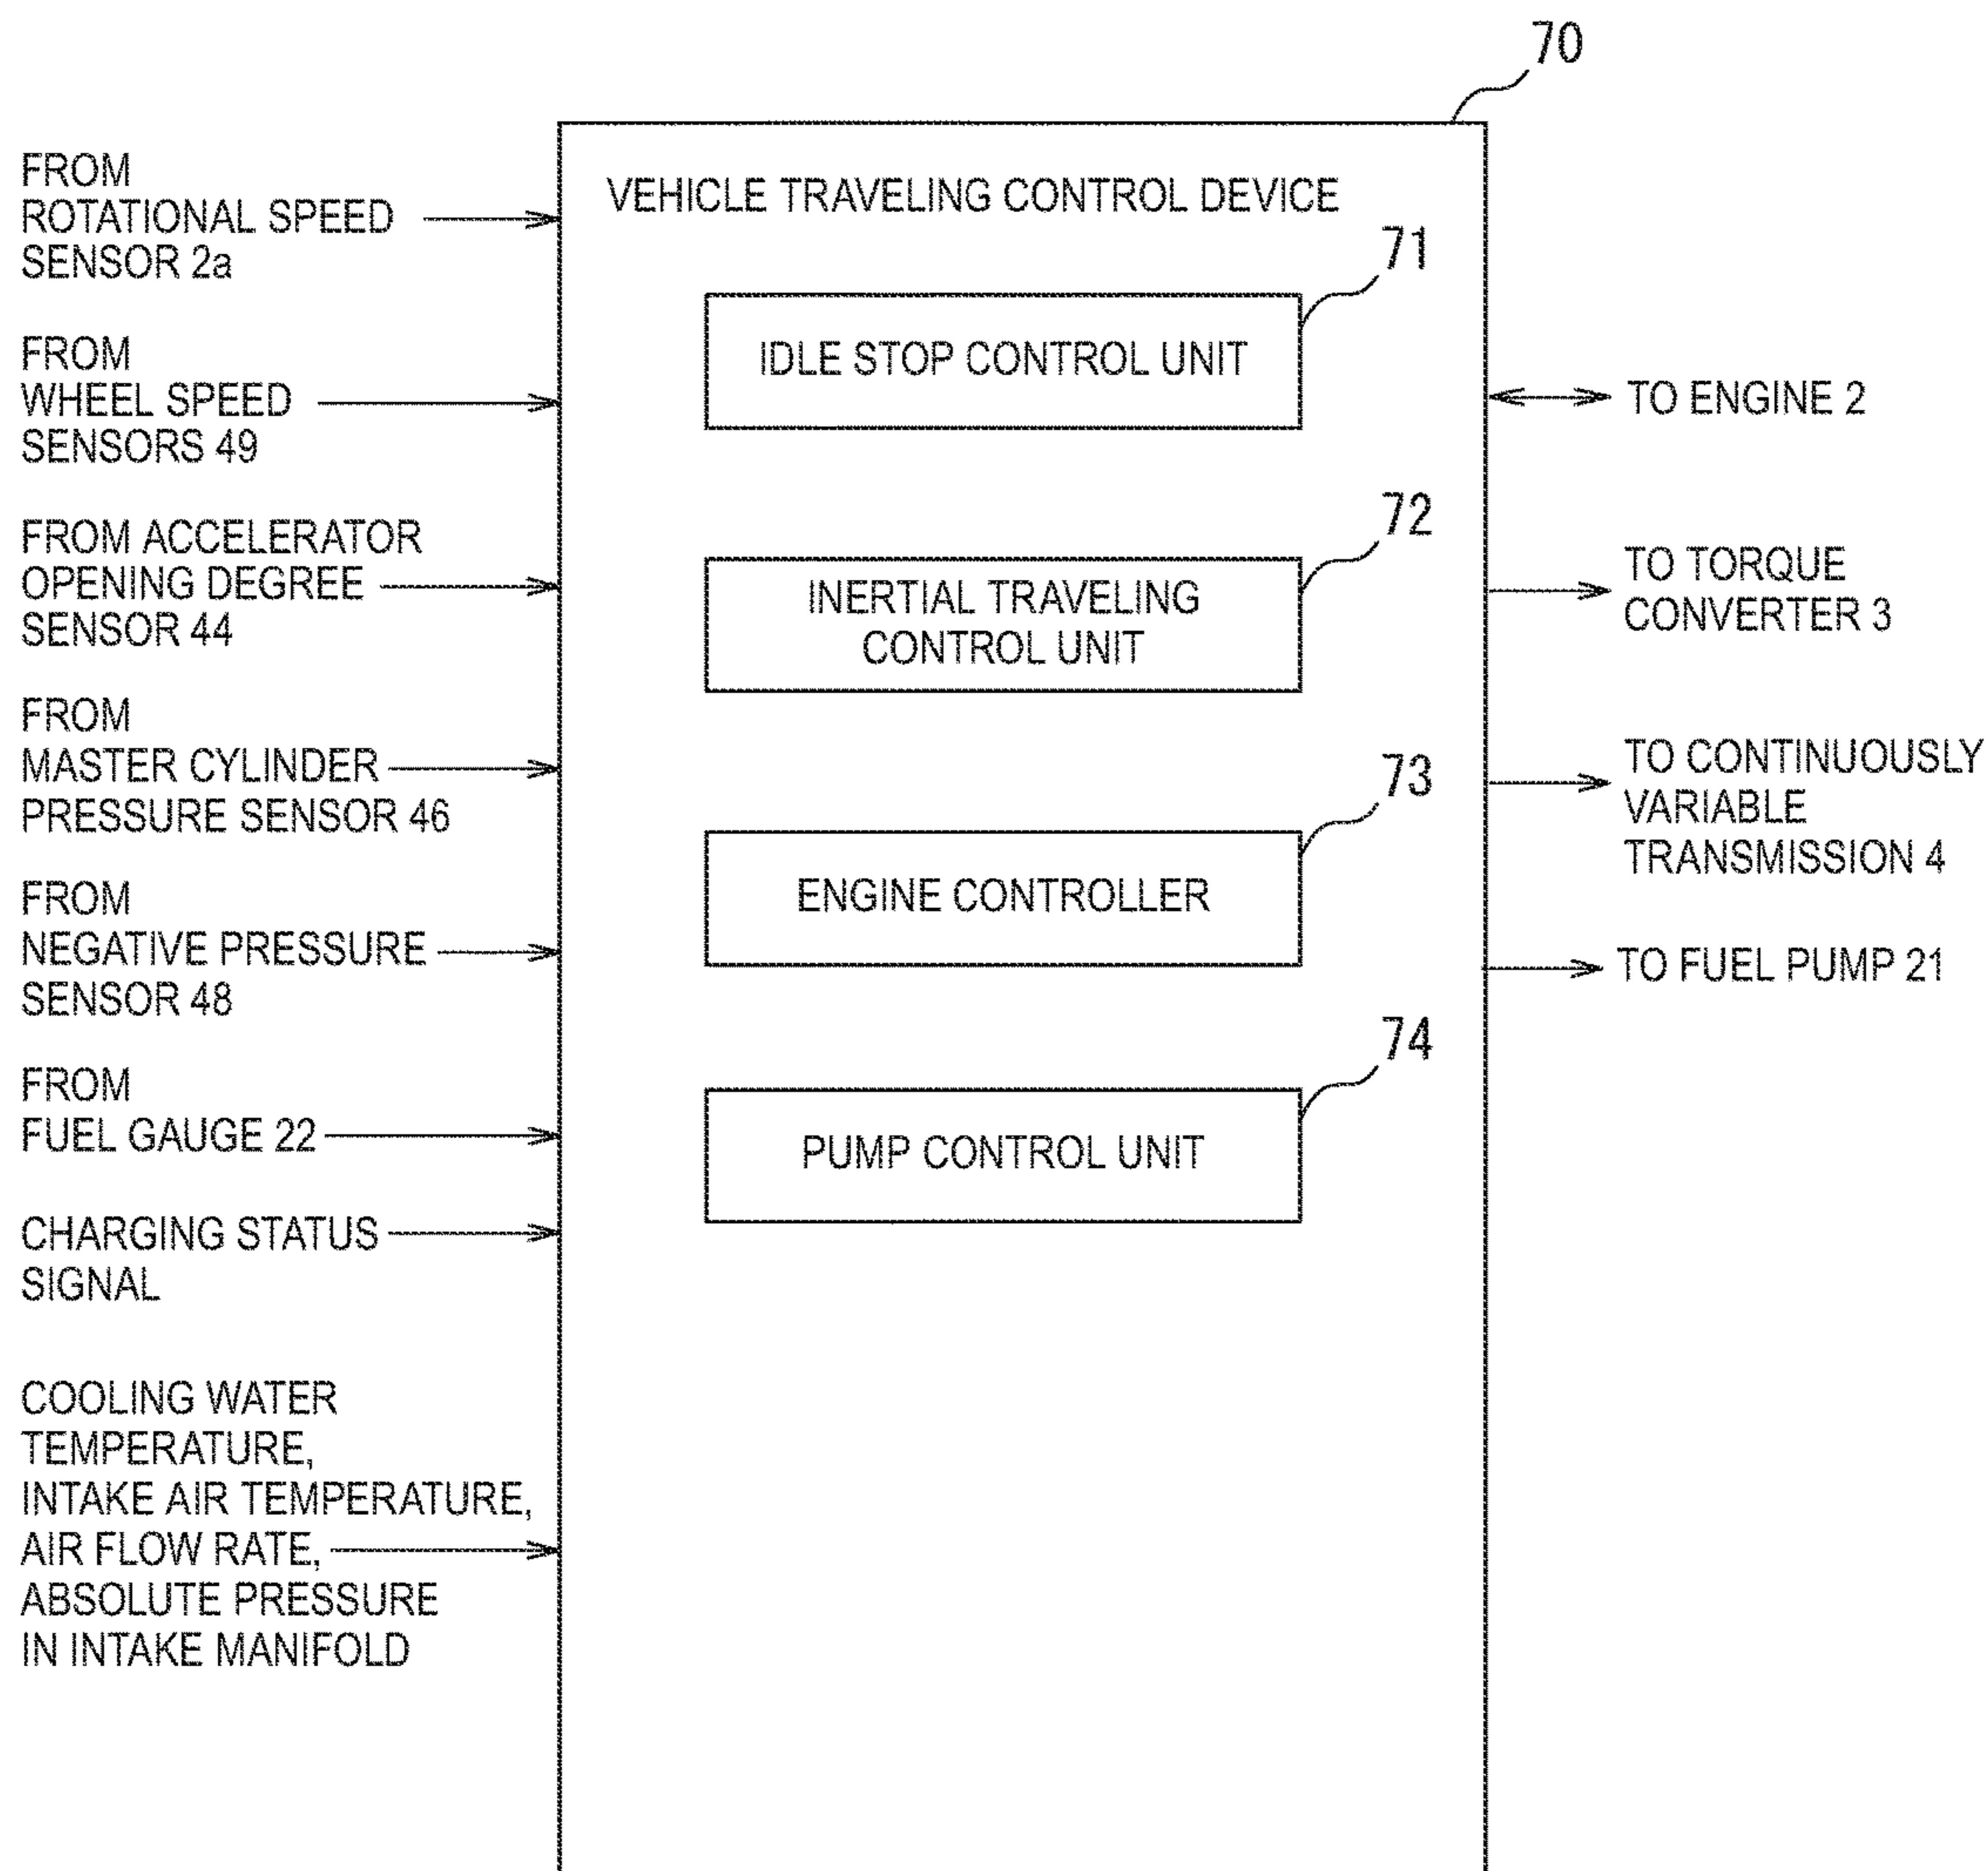 70
FROM
ROTATIONAL SPEED
SENSOR 2a
FROM
WHEEL SPEED
SENSORS 49
FROM ACCELERATOR
OPENING DEGREE
SENSOR 44
FROM
MASTER CYLINDER
PRESSURE SENSOR 46
FROM
NEGATIVE PRESSURE
SENSOR 48
FROM
FUEL GAUGE 22
CHARGING STATUS
SIGNAL
COOLING WATER
TEMPERATURE,
INTAKE AIR TEMPERATURE,
AIR FLOW RATE,
ABSOLUTE PRESSURE
IN INTAKE MANIFOLD
VEHICLE TRAVELING CONTROL DEVICE
71
IDLE STOP CONTROL UNIT
72
INERTIAL TRAVELING
CONTROL UNIT
73
ENGINE CONTROLLER
74
PUMP CONTROL UNIT
TO ENGINE 2
TO TORQUE
CONVERTER 3
TO CONTINUOUSLY
VARIABLE
TRANSMISSION 4
TO FUEL PUMP 21